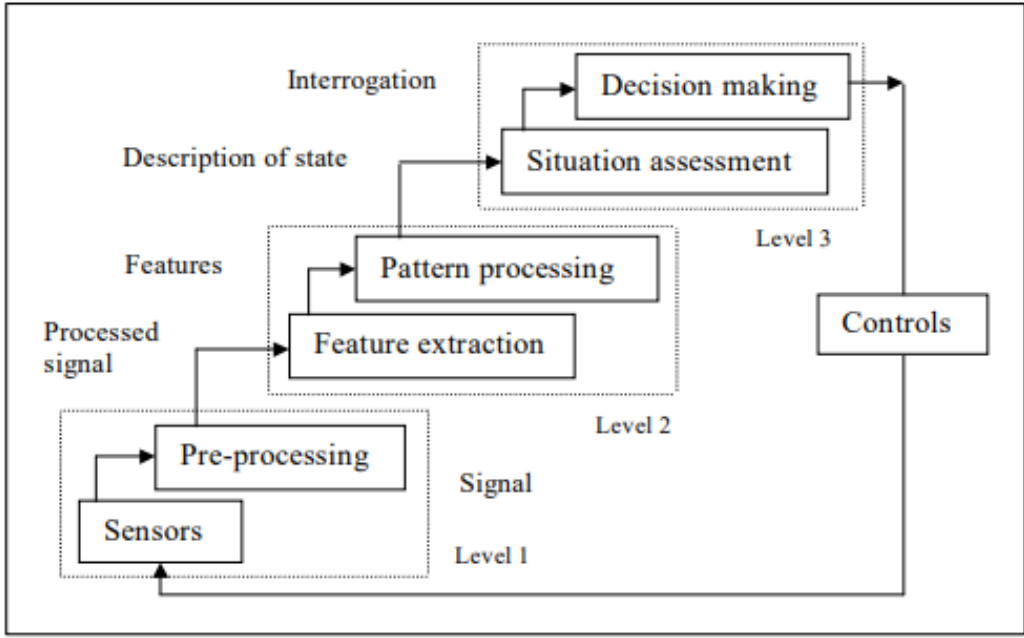 Interrogation
Decision making
Description of state
Situation assessment
Level 3
Features
Pattern processing
Processed
signal
Feature extraction
Controls
Level 2
Pre-processing
Signal
Sensors
Level 1